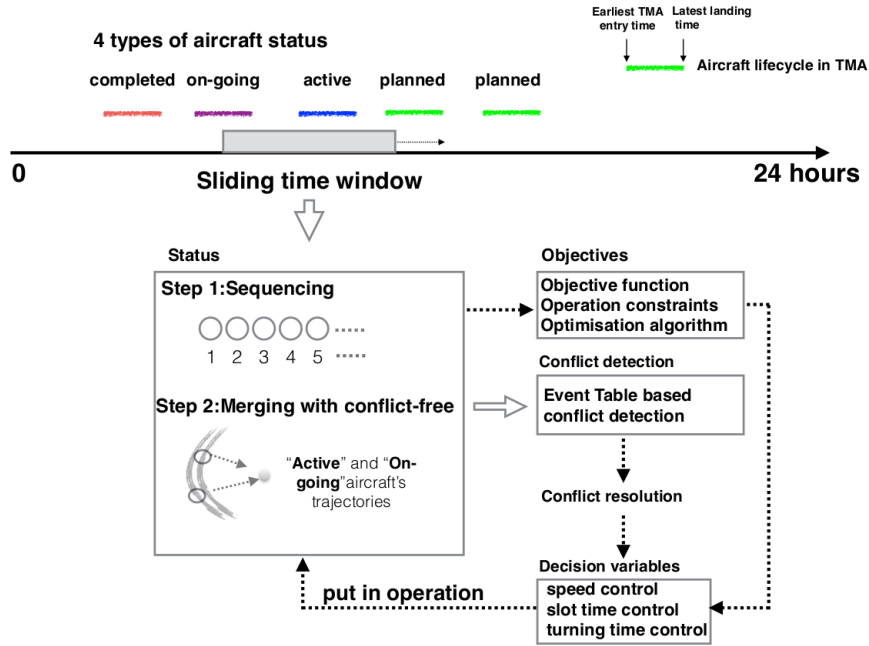 Earliest TMA entry time
Latest landing time
4 types of aircraft status
Aircraft lifecycle in TMA
completed
on-going
active
planned
planned
0
24 hours
Sliding time window
Status
Step 1:Sequencing
1 2 3 4 5
Step 2:Merging with conflict-free
“Active” and “On-
going”aircraft’s
trajectories
Objectives
Objective function
Operation constraints
Optimisation algorithm
Conflict detection
Event Table based
conflict detection
Conflict resolution
Decision variables
speed control
slot time control
turning time control
put in operation